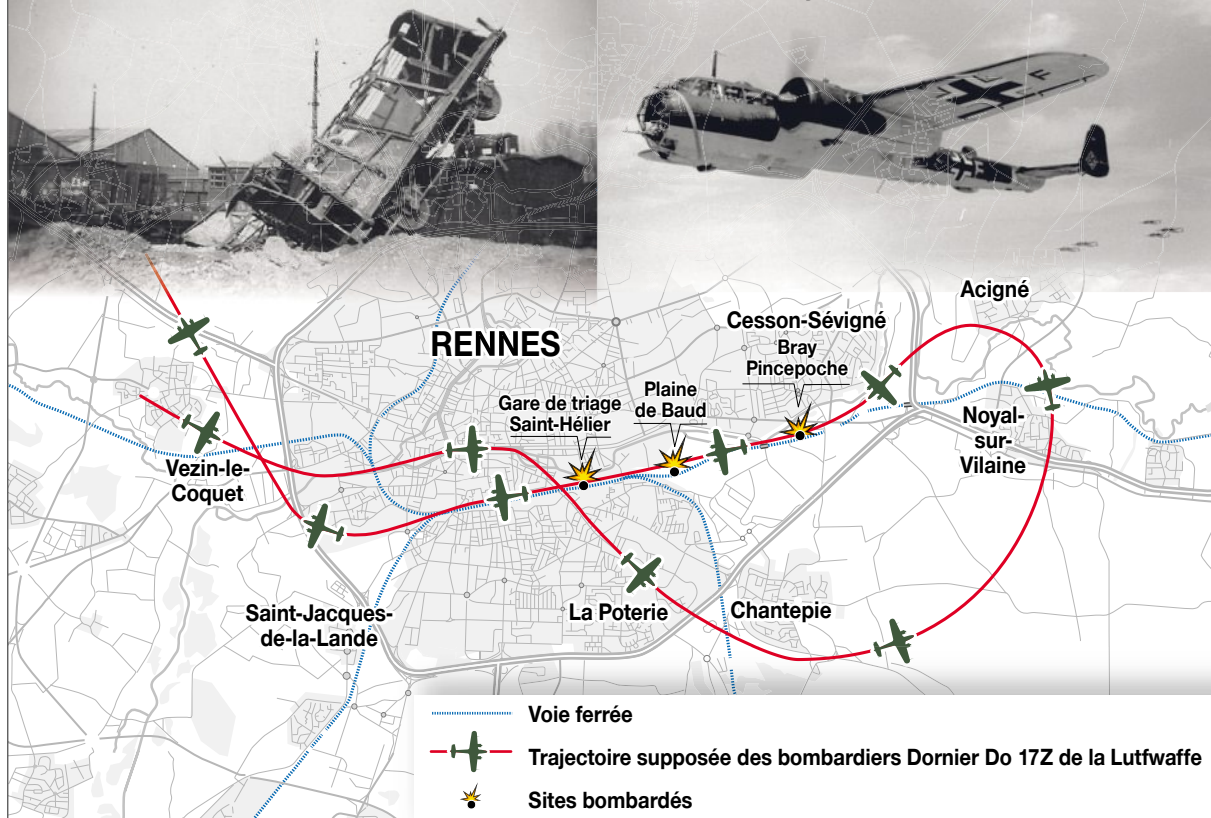 Acigné
Cesson-Sévigné
Bray
Pincepoche
RENNES
Plaine
de Baud
Gare de triage
Saint-Hélier
Noyal-
sur-
Vilaine
Vezin-le-
Coquet
Saint-Jacques-
de-la-Lande
La Poterie
Chantepie
Voie ferrée
Trajectoire supposée des bombardiers Dornier Do 17Z de la Lutfwaffe
Sites bombardés